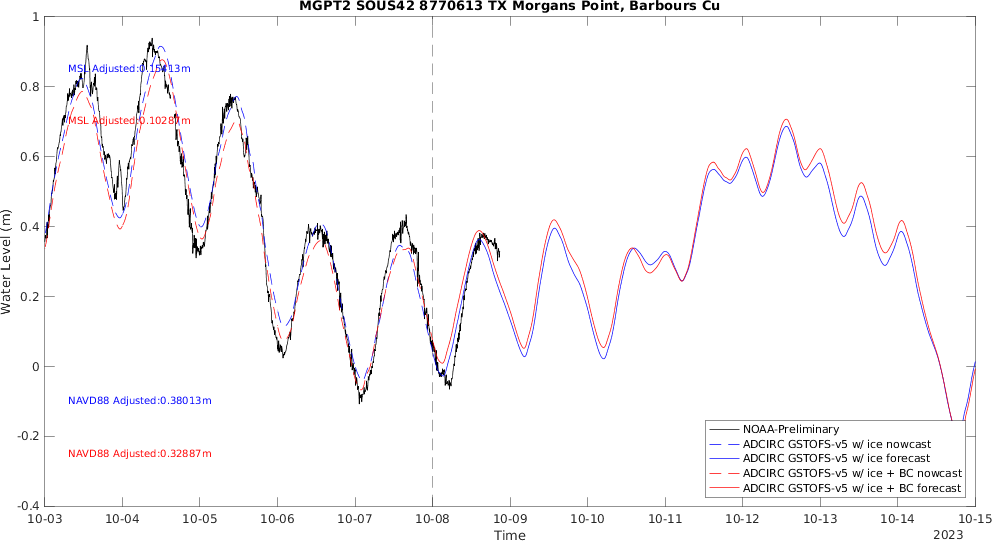 MGPT2 SOUS42 8770613 TX Morgans Point, Barbours Cu
Water Level (m)
1
0.8
0.6
0.4
0.2
0
-0.2
-0.4
MSL Adjusted:0.15413m
MSL Adjusted:0.10287m
NAVD88 Adjusted:0.38013m
NAVD88 Adjusted:0.32887m
NOAA-Preliminary
ADCIRC GSTOFS-v5 w/ ice nowcast
ADCIRC GSTOFS-v5 w/ ice forecast
ADCIRC GSTOFS-v5 w/ ice + BC nowcast
ADCIRC GSTOFS-v5 w/ ice + BC forecast
10-03 10-04 10-05 10-06 10-07 10-08 10-09 10-10 10-11 10-12 10-13 10-14 10-15
Time
2023